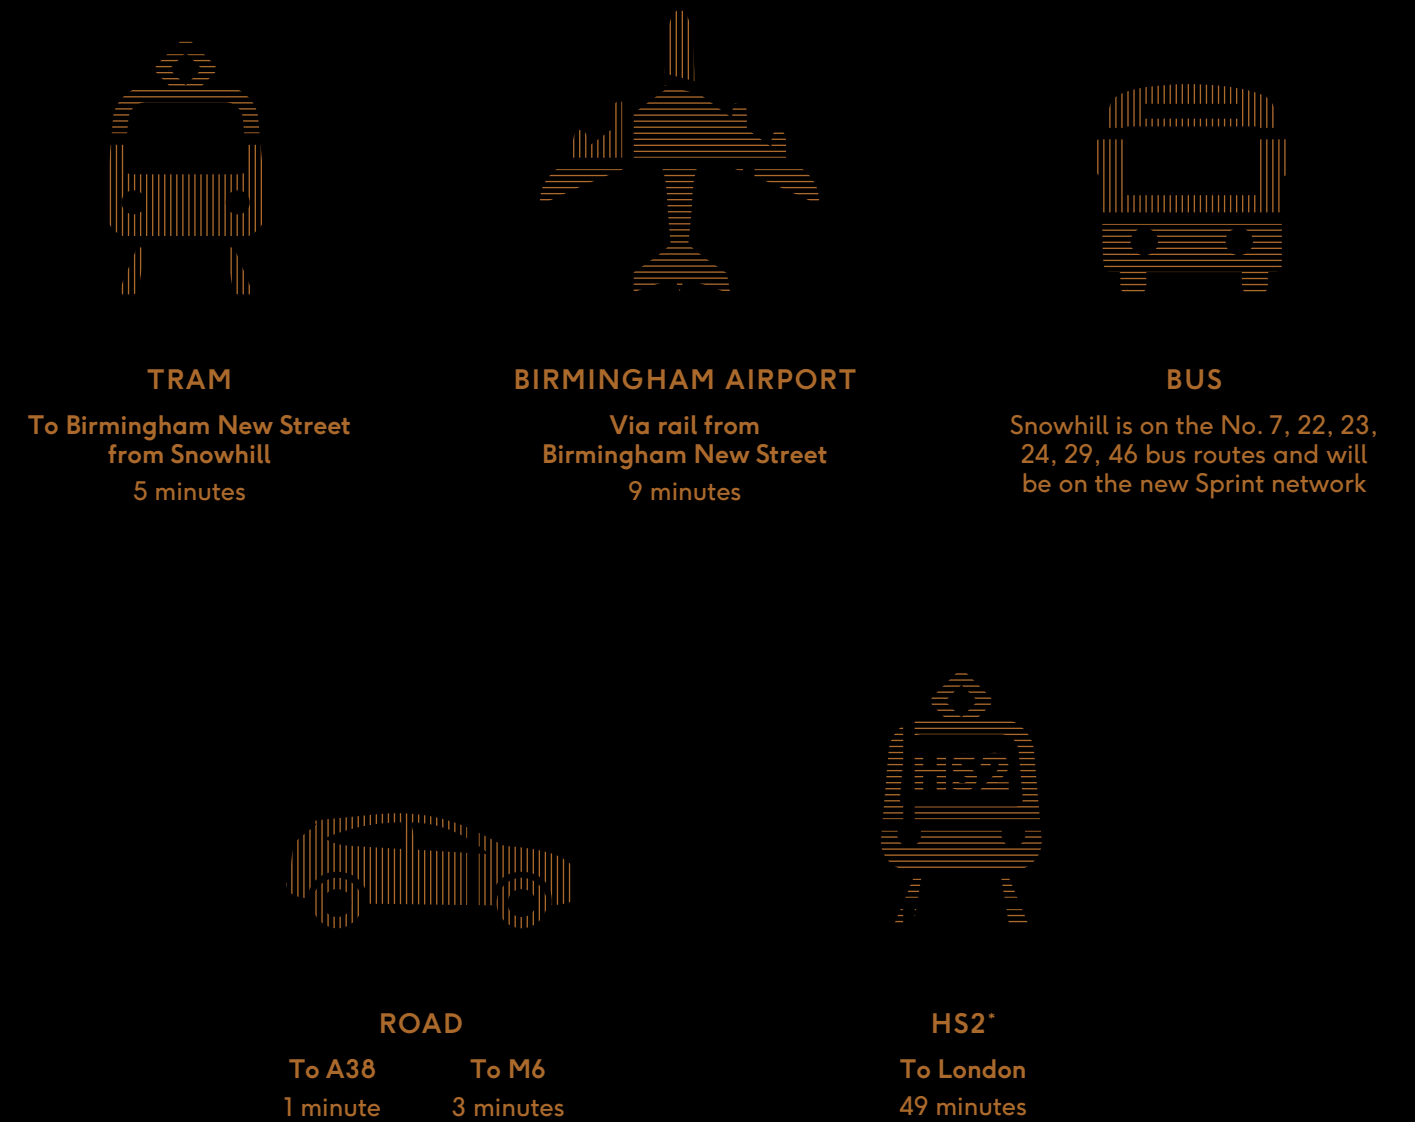 TRAM
To Birmingham New Street
from Snowhill
5 minutes
BIRMINGHAM AIRPORT
Via rail from
Birmingham New Street
9 minutes
BUS
Snowhill is on the No. 7, 22, 23,
24, 29, 46 bus routes and will
be on the new Sprint network
ROAD
To A38
1 minute
To M6
3 minutes
HS2
HS2*
To London
49 minutes